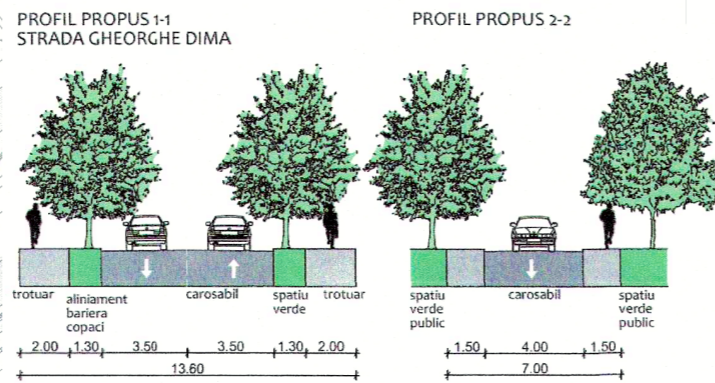 PROFIL PROPUS 1-1
STRADA GHEORGHE DIMA
trotuar
aliniament
bariera
copaci
carosabil
spatiu
verde
trotuar
2.00 1.30 3.50 3.50 1.30 2.00
13.60
PROFIL PROPUS 2-2
spatiu
verde
public
carosabil
spatiu
verde
public
1.50 4.00 1.50
7.00